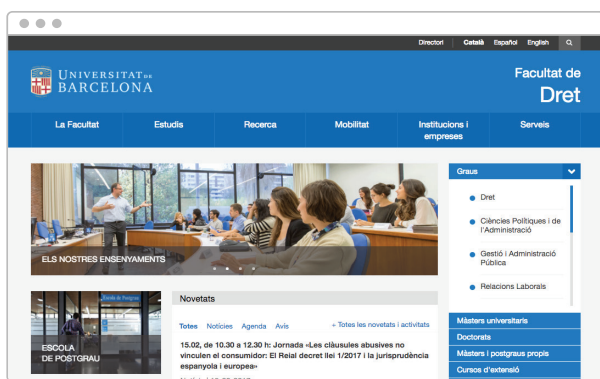 Directori
Català Español English
UNIVERSITAT DE
BARCELONA
Facultat de
Dret
La Facultat
Estudis
Recerca
Mobilitat
Institucions i
empreses
Serveis
ELS NOSTRES ENSENYAMENTS
Graus
Dret
Ciències Polítiques i de
l'Administració
Gestió i Administració
Pública
Relacions Laborals
Màsters universitaris
Doctorats
Màsters i postgraus propis
Cursos d'extensió
Escola de Postgrau
ESCOLA
DE POSTGRAU
Novetats
Totes Notícies Agenda Avis + Totes les novetats i activitats
15.02, de 10.30 a 12.30 h: Jornada «Les clàusules abusives no
vinculen el consumidor: El Reial decret llei 1/2017 i la jurisprudència
espanyola i europea»